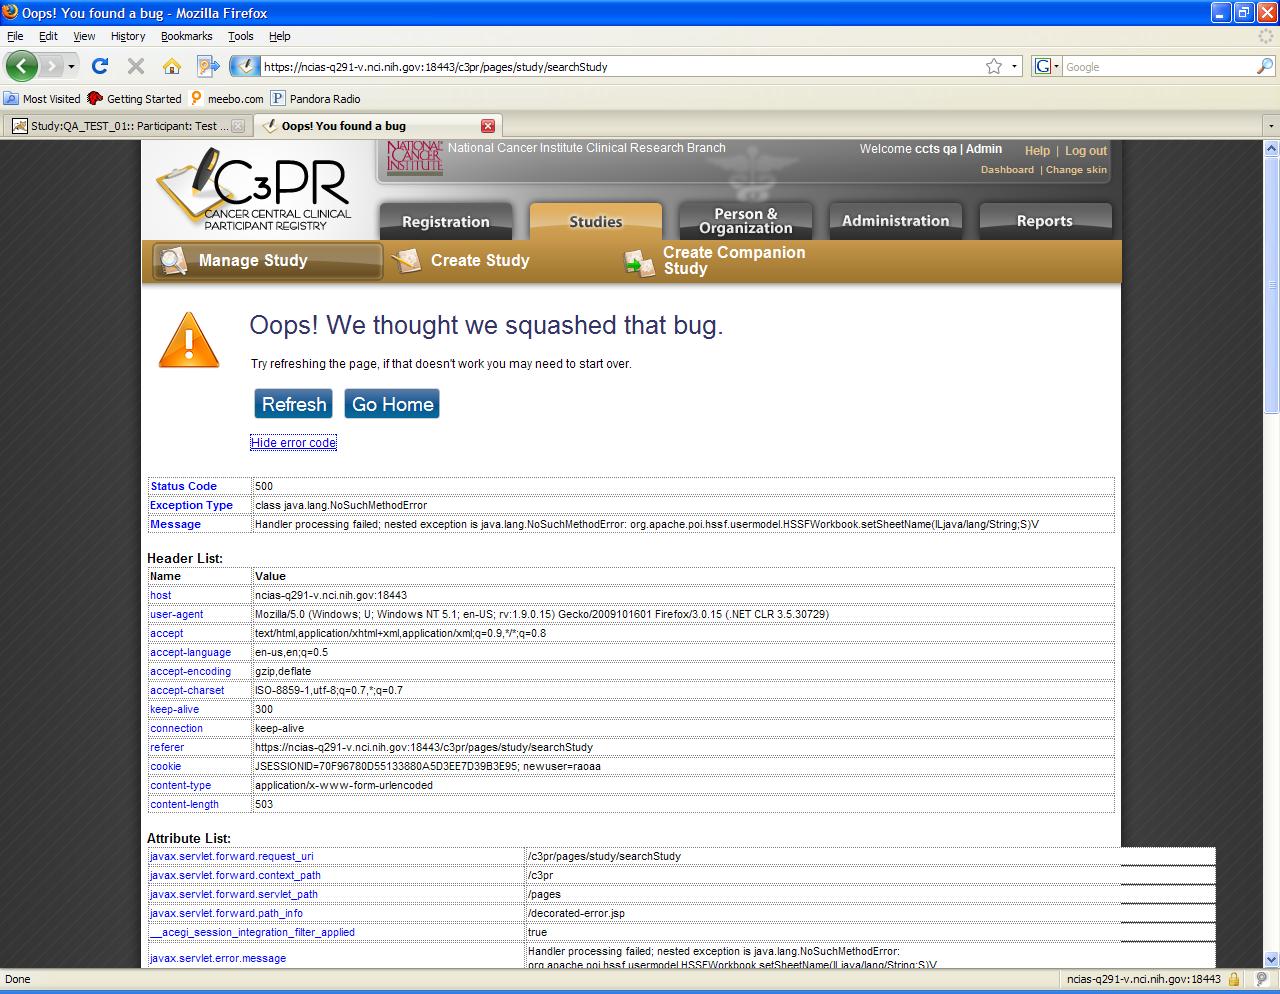 Oops! You found a bug - Mozilla Firefox
File Edit View History Bookmarks Tools Help
https://ncias-q291-v.nci.nih.gov:18443/c3pr/pages/study/searchStudy
G Google
Most Visited Getting Started meebo.com P Pandora Radio
Study:QA_TEST_01:: Participant: Test ... Oops! You found a bug
NATIONAL CANCER INSTITUTE National Cancer Institute Clinical Research Branch Welcome ccts qa | Admin Help | Log out
Dashboard | Change skin
C3PR
CANCER CENTRAL CLINICAL
PARTICIPANT REGISTRY
Registration Studies Person & Organization Administration Reports
Manage Study Create Study Create Companion Study
Oops! We thought we squashed that bug.
Try refreshing the page, if that doesn't work you may need to start over.
Refresh Go Home
Hide error code
Status Code 500
Exception Type class java.lang.NoSuchMethodError
Message Handler processing failed; nested exception is java.lang.NoSuchMethodError: org.apache.poi.hssf.usermodel.HSSFWorkbook.setSheetName(ILjava/lang/String;S)V
Header List:
Name Value
host ncias-q291-v.nci.nih.gov:18443
user-agent Mozilla/5.0 (Windows; U; Windows NT 5.1; en-US; rv:1.9.0.15) Gecko/2009101601 Firefox/3.0.15 (.NET CLR 3.5.30729)
accept text/html,application/xhtml+xml,application/xml;q=0.9,*/*;q=0.8
accept-language en-us,en;q=0.5
accept-encoding gzip,deflate
accept-charset ISO-8859-1,utf-8;q=0.7,*;q=0.7
keep-alive 300
connection keep-alive
referer https://ncias-q291-v.nci.nih.gov:18443/c3pr/pages/study/searchStudy
cookie JSESSIONID=70F96780D55133880A5D3EE7D39B3E95; newuser=raoaa
content-type application/x-www-form-urlencoded
content-length 503
Attribute List:
javax.servlet.forward.request_uri /c3pr/pages/study/searchStudy
javax.servlet.forward.context_path /c3pr
javax.servlet.forward.servlet_path /pages
javax.servlet.forward.path_info /decorated-error.jsp
__acegi_session_integration_filter_applied true
javax.servlet.error.message Handler processing failed; nested exception is java.lang.NoSuchMethodError:
org.apache.poi.hssf.usermodel.HSSFWorkbook.setSheetName(ILjava/lang/String;S)V
Done ncias-q291-v.nci.nih.gov:18443